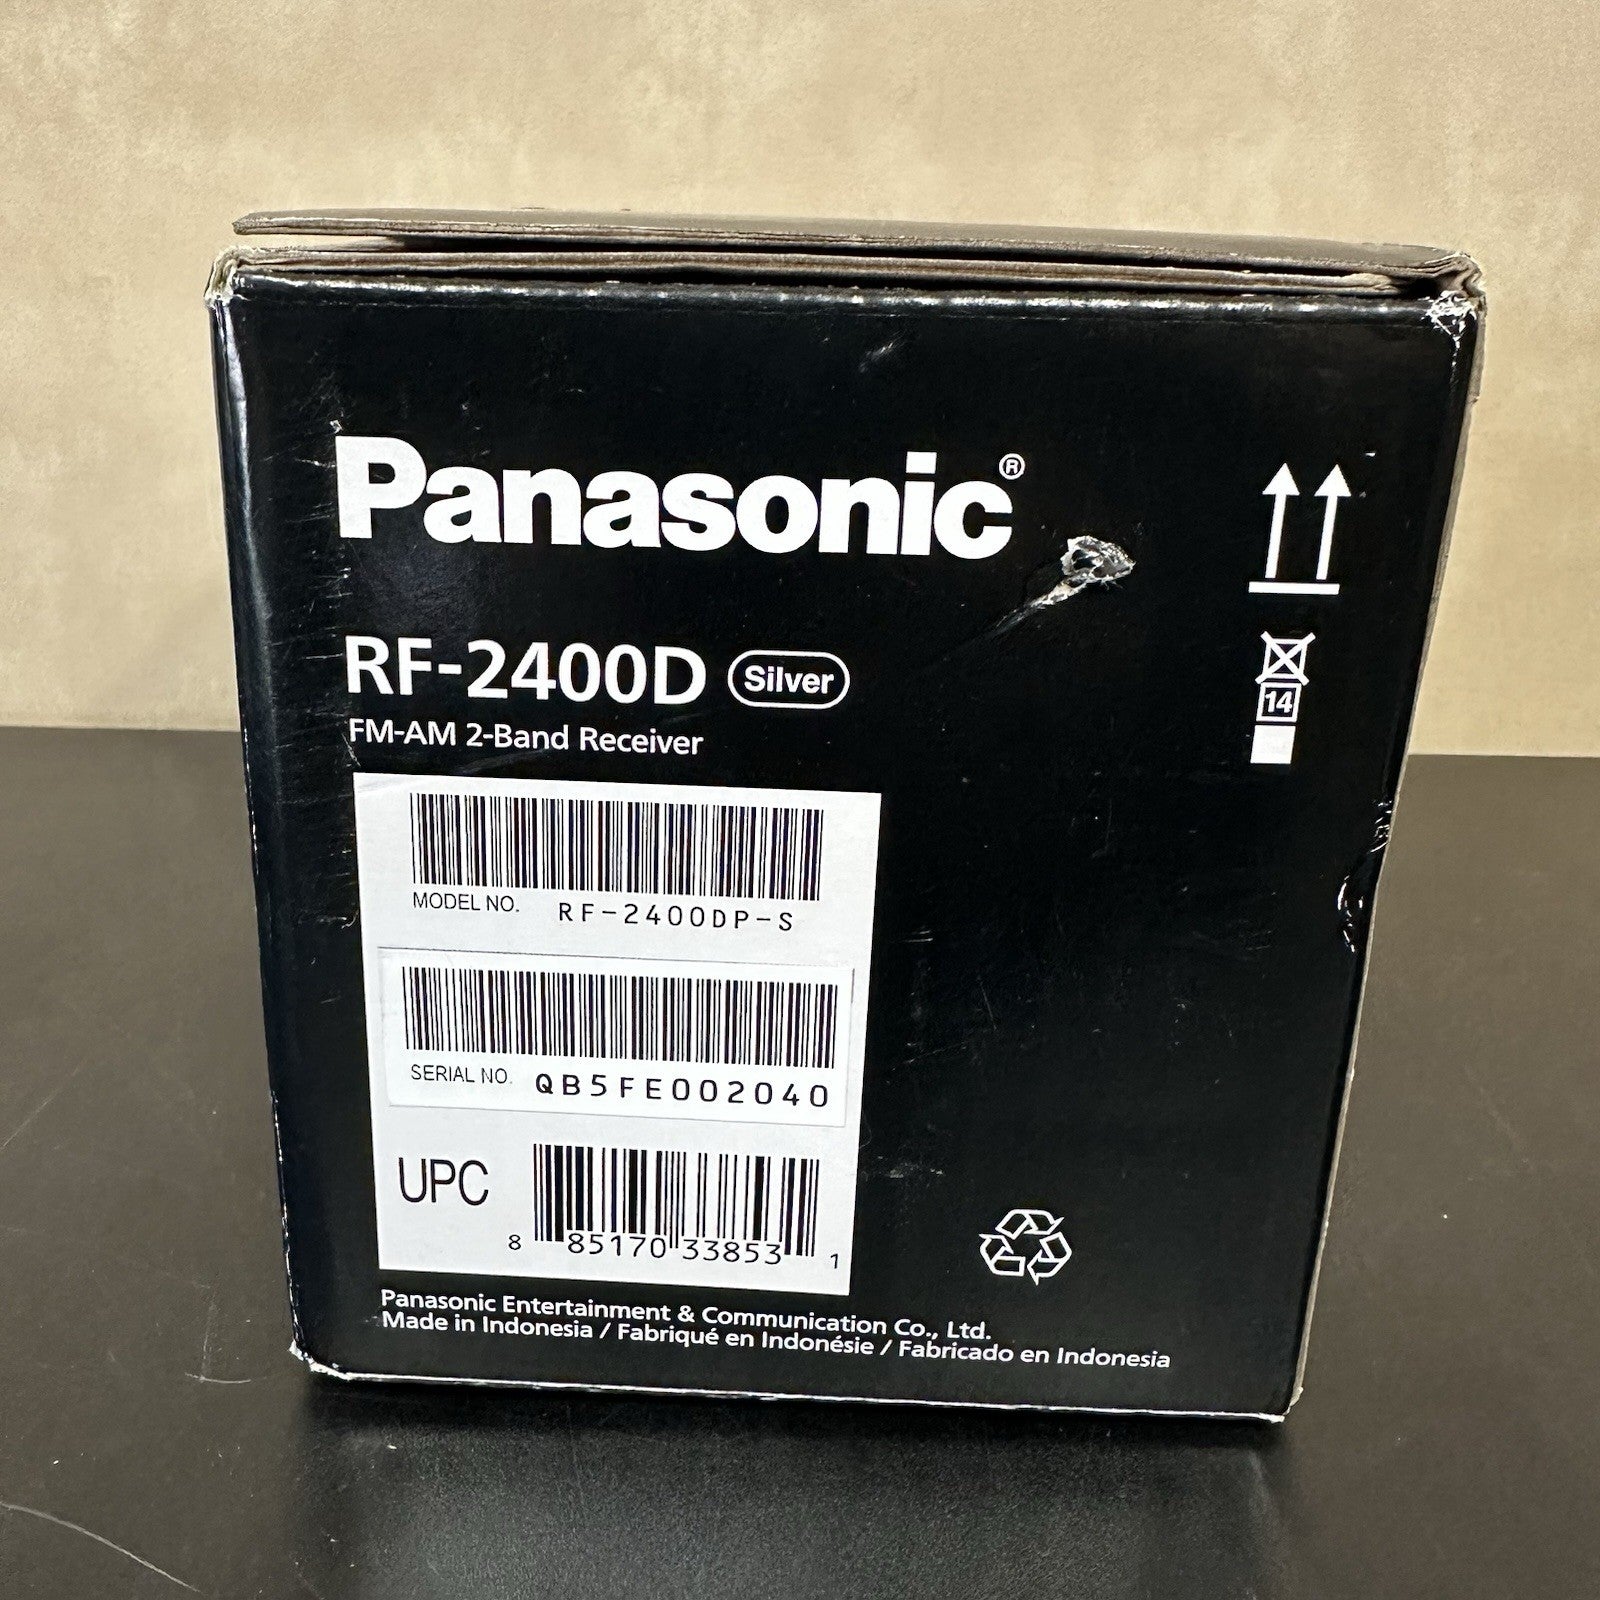 Panasonic®
RF-2400D Silver
FM-AM 2-Band Receiver
14
MODEL NO. RF-2400DP-S
SERIAL NO. QB5FE002040
UPC
8 85170 33853 1
Panasonic Entertainment & Communication Co., Ltd.
Made in Indonesia / Fabriqué en Indonésie / Fabricado en Indonesia